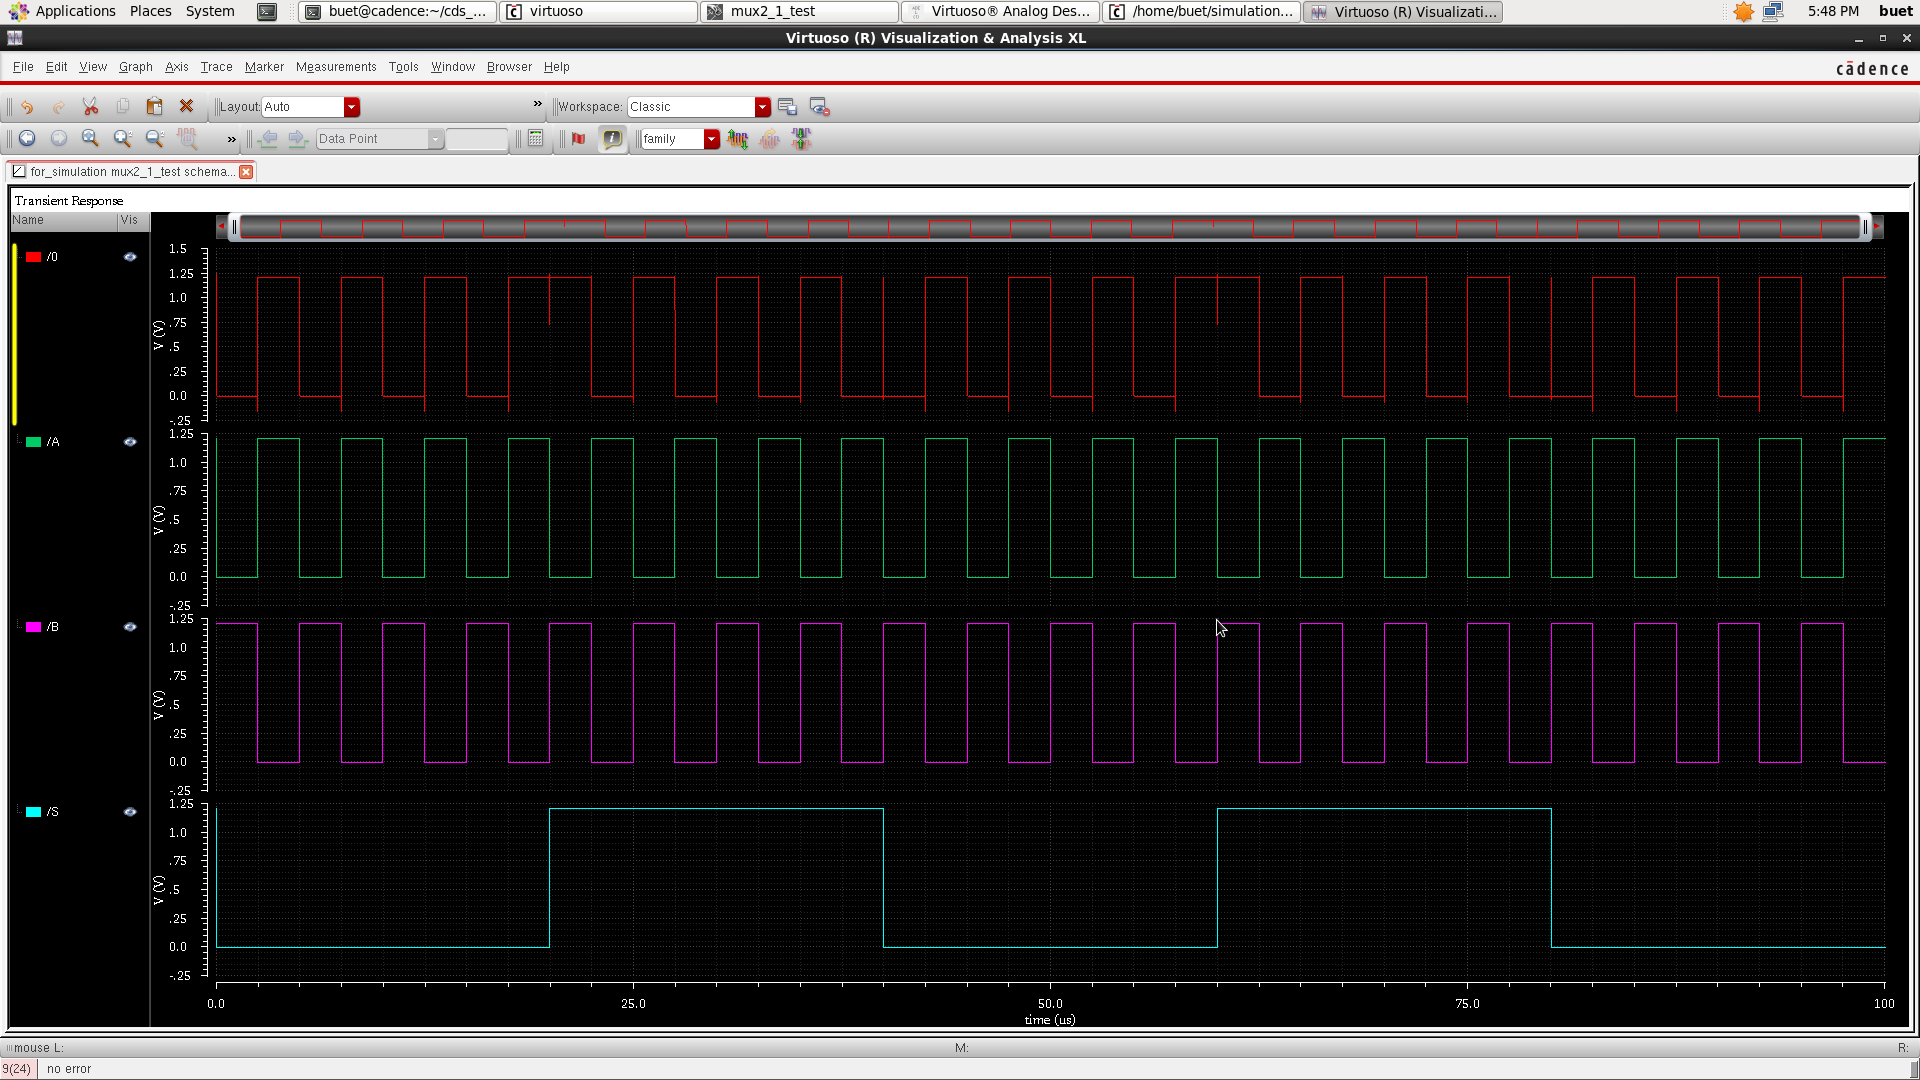 Applications Places System buet@cadence:~/cds_... virtuoso mux2_1_test Virtuoso® Analog Des... /home/buet/simulation... Virtuoso (R) Visualizati... 5:48 PM buet
Virtuoso (R) Visualization & Analysis XL
File Edit View Graph Axis Trace Marker Measurements Tools Window Browser Help cādence
Layout: Auto » Workspace: Classic
» Data Point family
for_simulation mux2_1_test schema...
Transient Response
Name Vis
/0
1.5
1.25
1.0
.75
.5
.25
0.0
-.25
V (V)
/A
1.25
1.0
.75
.5
.25
0.0
-.25
V (V)
/B
1.25
1.0
.75
.5
.25
0.0
-.25
V (V)
/S
1.25
1.0
.75
.5
.25
0.0
-.25
V (V)
0.0 25.0 50.0 75.0 100
time (us)
mouse L: M: R:
9(24) no error